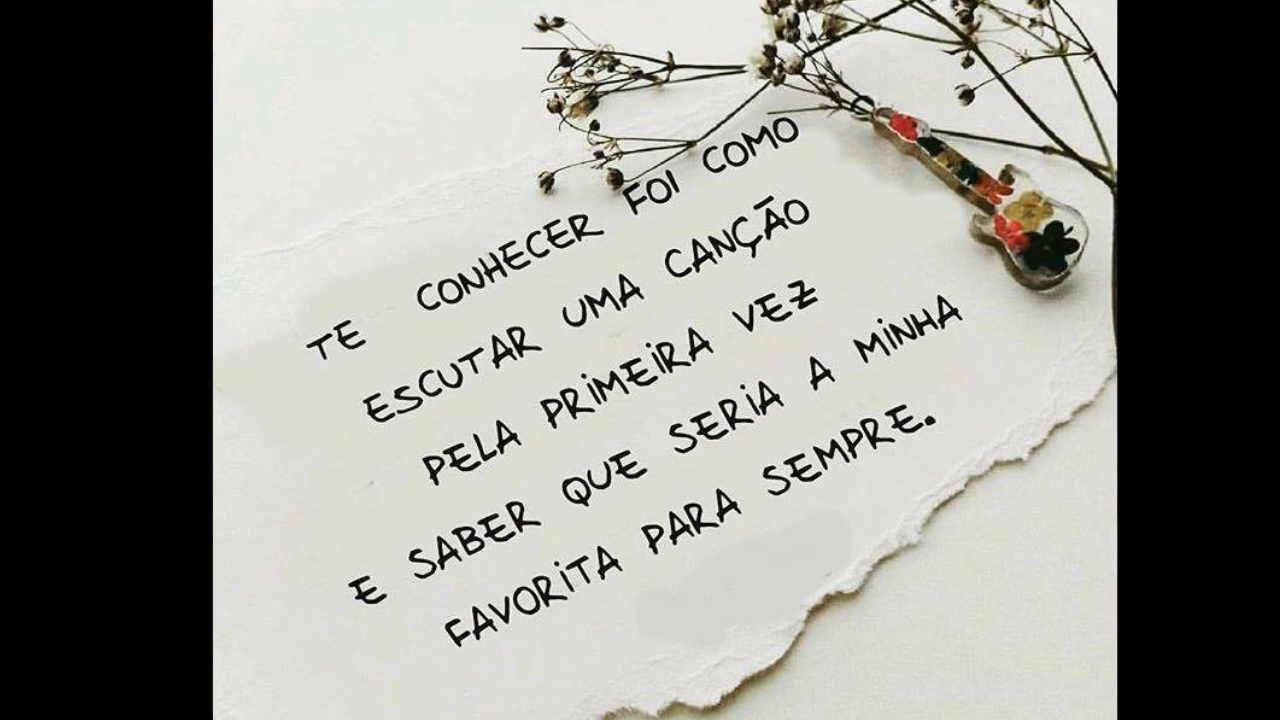 TE CONHECER FOI COMO
ESCUTAR UMA CANÇÃO
PELA PRIMEIRA VEZ
E SABER QUE SERIA A MINHA
FAVORITA PARA SEMPRE.